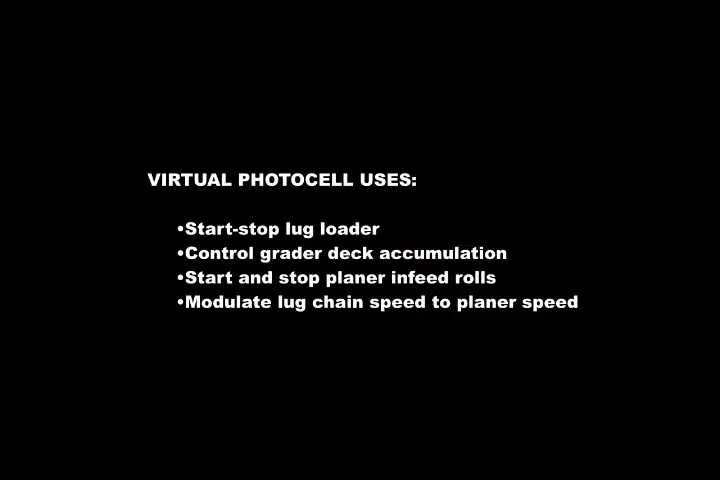 VIRTUAL PHOTOCELL USES:
•Start-stop lug loader
•Control grader deck accumulation
•Start and stop planer infeed rolls
•Modulate lug chain speed to planer speed